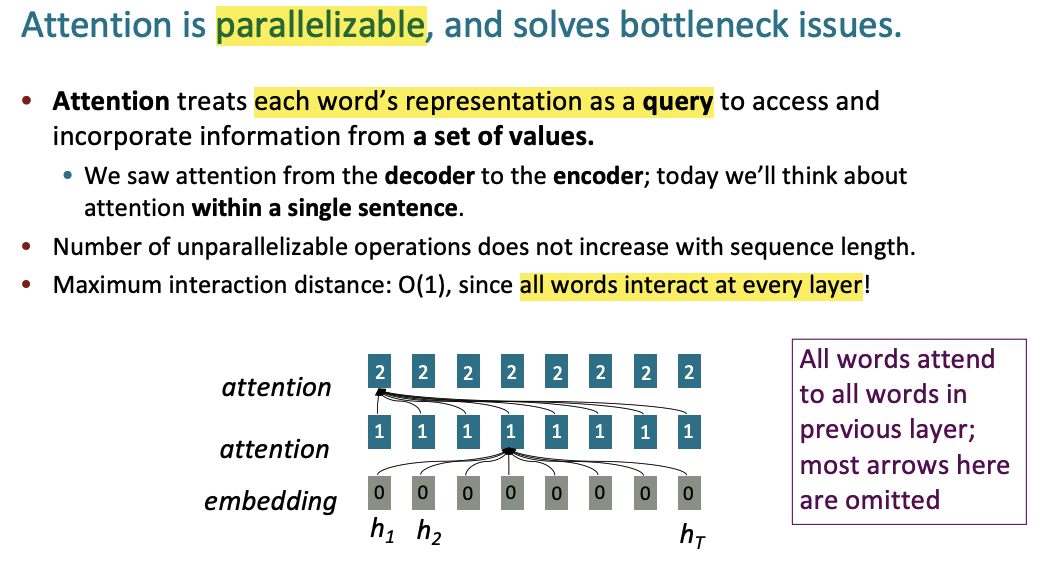 Attention is parallelizable, and solves bottleneck issues.
• Attention treats each word's representation as a query to access and
incorporate information from a set of values.
• We saw attention from the decoder to the encoder; today we'll think about
attention within a single sentence.
• Number of unparallelizable operations does not increase with sequence length.
• Maximum interaction distance: O(1), since all words interact at every layer!
attention
2 2 2 2 2 2 2 2
attention
1 1 1 1 1 1 1 1
embedding
0 0 0 0 0 0 0 0
h1 h2 hT
All words attend
to all words in
previous layer;
most arrows here
are omitted